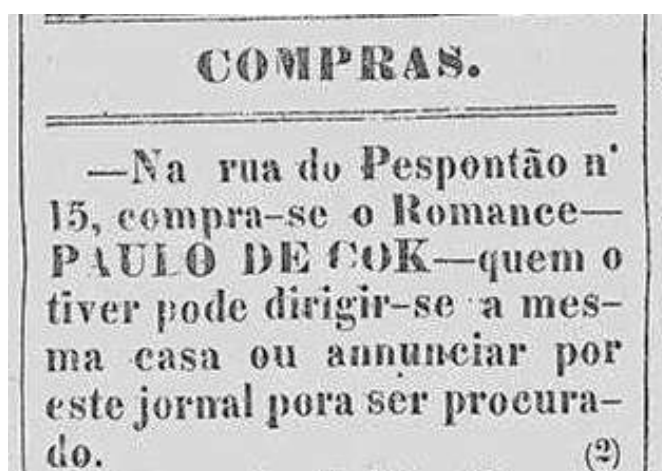 COMPRAS.
—Na rua do Pespontão n'
15, compra-se o Romance—
PAULO DE COK—quem o
tiver pode dirigir-se a mes-
ma casa ou annunciar por
este jornal pora ser procura-
do. (2)